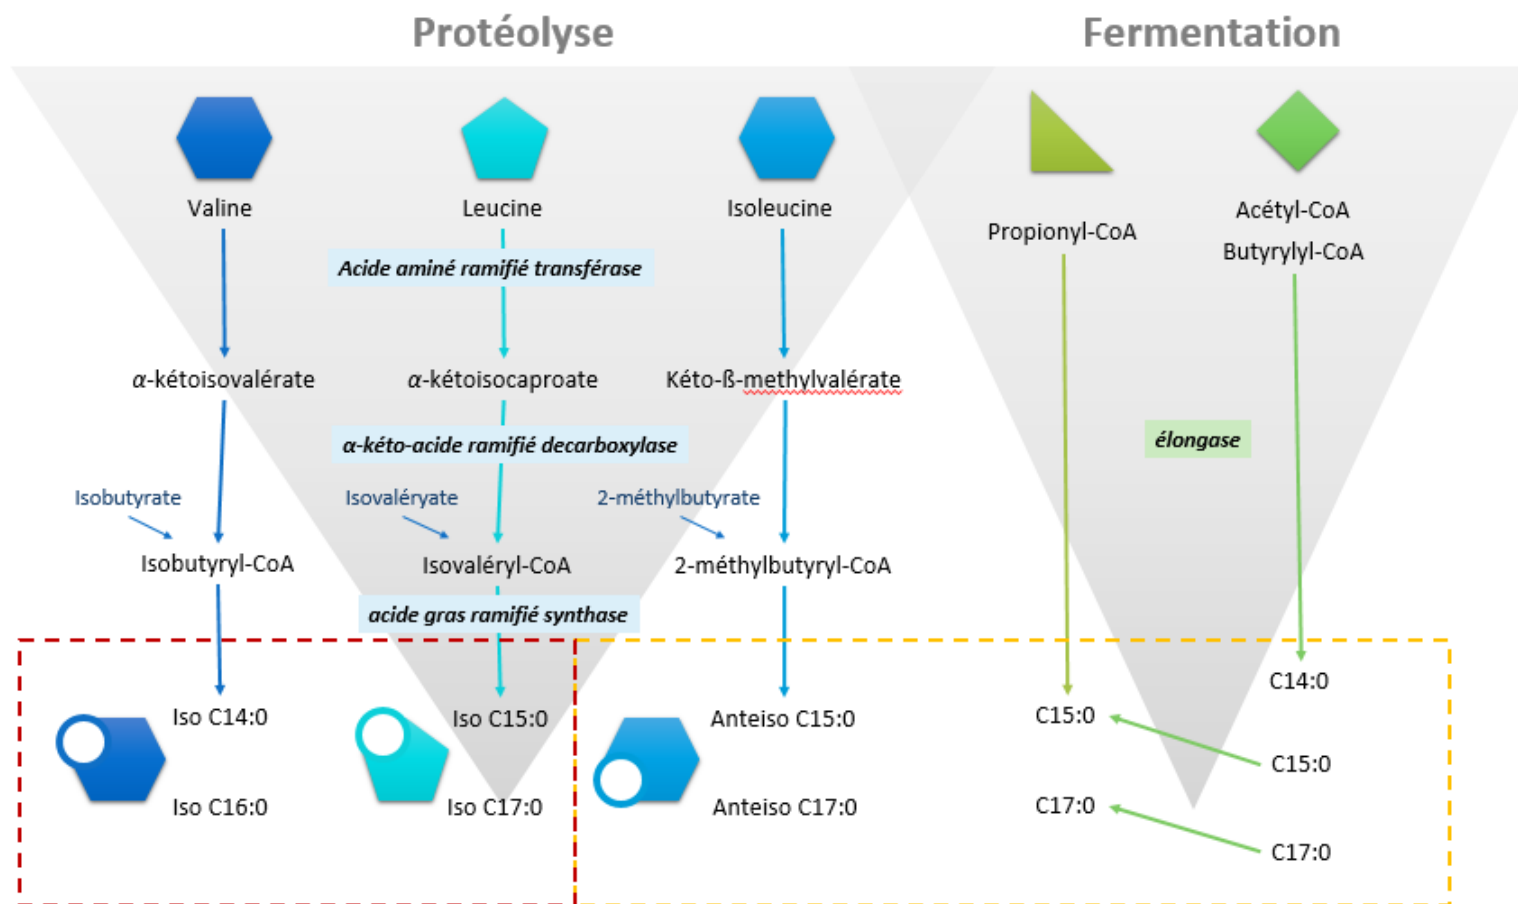 Protéolyse
Fermentation
Valine
Leucine
Isoleucine
Propionyl-CoA
Acétyl-CoA
Butyrylyl-CoA
Acide aminé ramifié transférase
α-kétoisovalérate
α-kétoisocaproate
Kéto-ß-methylvalérate
α-kéto-acide ramifié decarboxylase
élongase
Isobutyrate
Isovaléryate
2-méthylbutyrate
Isobutyryl-CoA
Isovaléryl-CoA
2-méthylbutyryl-CoA
acide gras ramifié synthase
Iso C14:0
Iso C15:0
Anteiso C15:0
C15:0
C14:0
C15:0
Iso C16:0
Iso C17:0
Anteiso C17:0
C17:0
C17:0